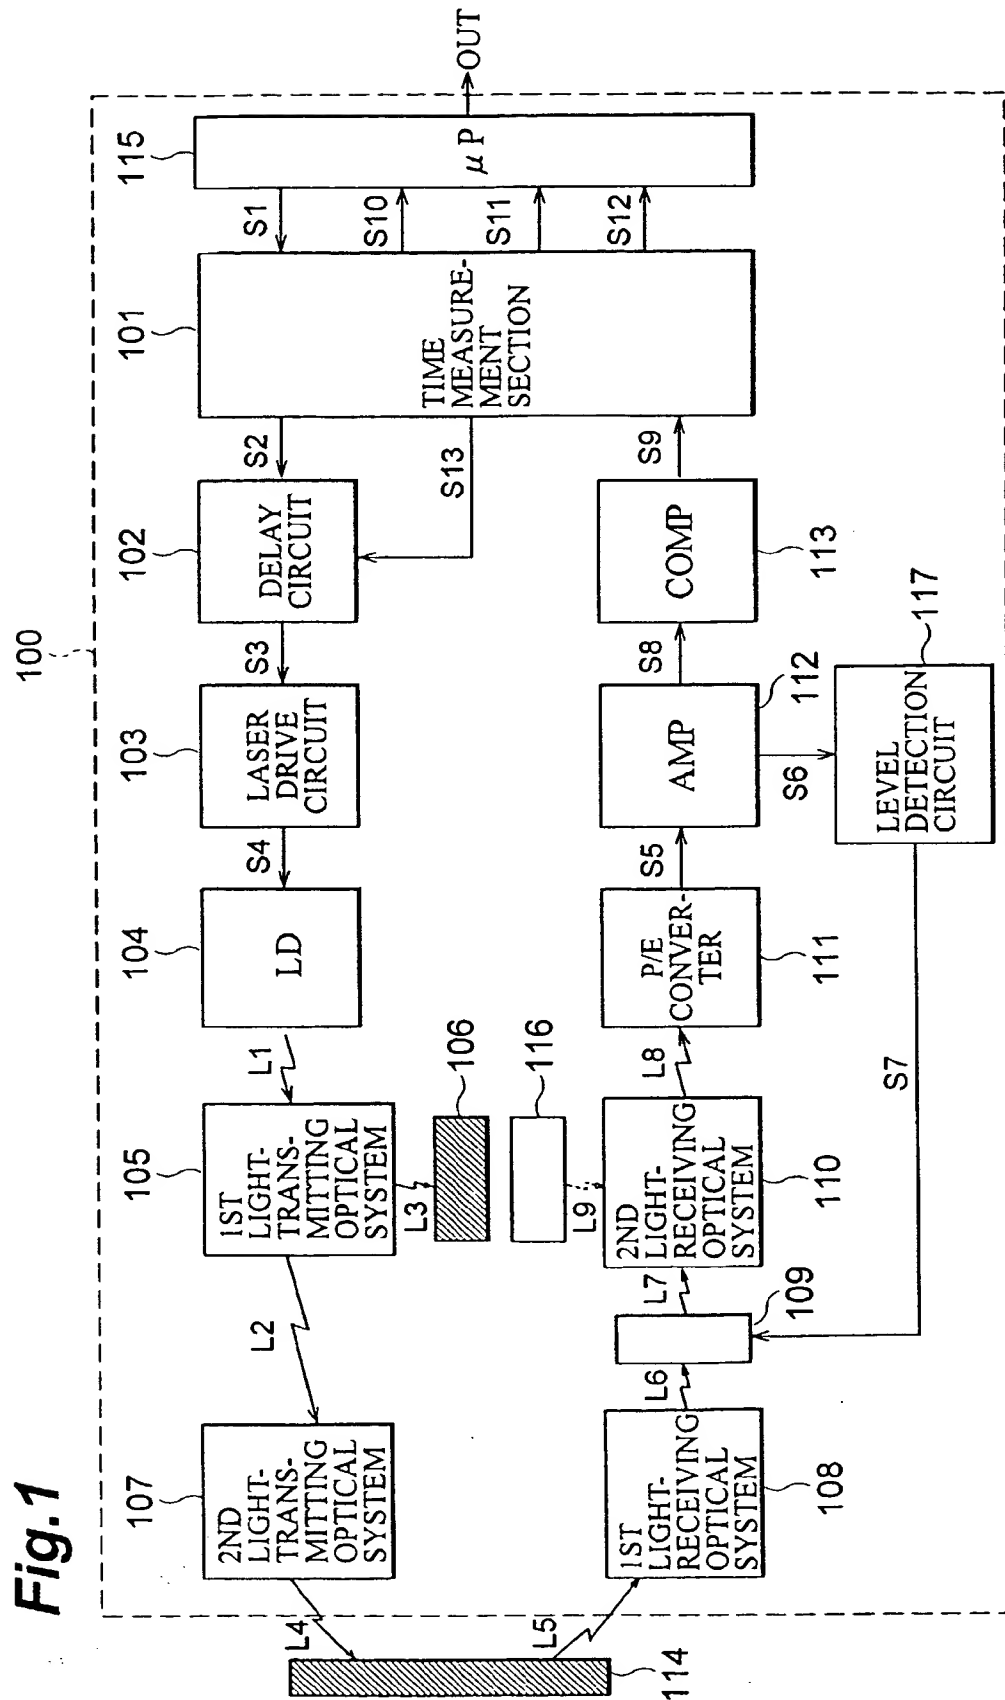 Fig.1
100
107
2ND
LIGHT-
TRANS-
MITTING
OPTICAL
SYSTEM
L2
105
1ST
LIGHT-
TRANS-
MITTING
OPTICAL
SYSTEM
L1
104
LD
S4
103
LASER
DRIVE
CIRCUIT
S3
102
DELAY
CIRCUIT
S2
S13
101
TIME
MEASURE-
MENT
SECTION
S1
S10
S11
S12
115
μP
OUT
L3
106
116
L9
L4
L5
114
1ST
LIGHT-
RECEIVING
OPTICAL
SYSTEM
108
L6
109
L7
2ND
LIGHT-
RECEIVING
OPTICAL
SYSTEM
110
L8
P/E
CONVER-
TER
111
S5
AMP
112
S8
COMP
113
S9
S6
LEVEL
DETECTION
CIRCUIT
117
S7